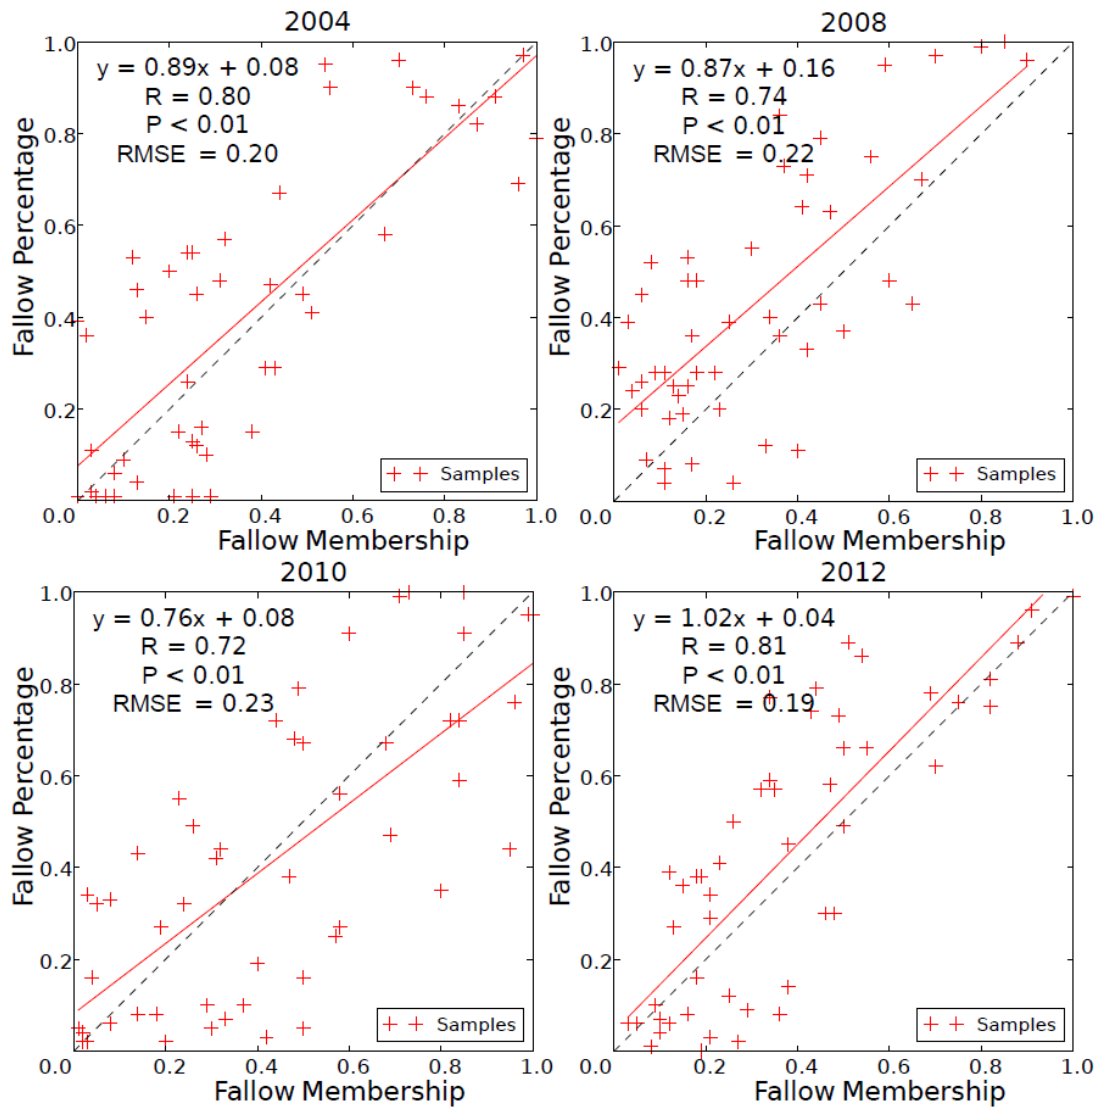 2004
y = 0.89x + 0.08
R = 0.80
P < 0.01
RMSE = 0.20
1.0
0.8
0.6
0.4
0.2
Fallow Percentage
Samples
0.0 0.2 0.4 0.6 0.8 1.0
Fallow Membership
2008
y = 0.87x + 0.16
R = 0.74
P < 0.01
RMSE = 0.22
1.0
0.8
0.6
0.4
0.2
Fallow Percentage
Samples
0.0 0.2 0.4 0.6 0.8 1.0
Fallow Membership
2010
y = 0.76x + 0.08
R = 0.72
P < 0.01
RMSE = 0.23
1.0
0.8
0.6
0.4
0.2
Fallow Percentage
Samples
0.0 0.2 0.4 0.6 0.8 1.0
Fallow Membership
2012
y = 1.02x + 0.04
R = 0.81
P < 0.01
RMSE = 0.19
1.0
0.8
0.6
0.4
0.2
Fallow Percentage
Samples
0.0 0.2 0.4 0.6 0.8 1.0
Fallow Membership